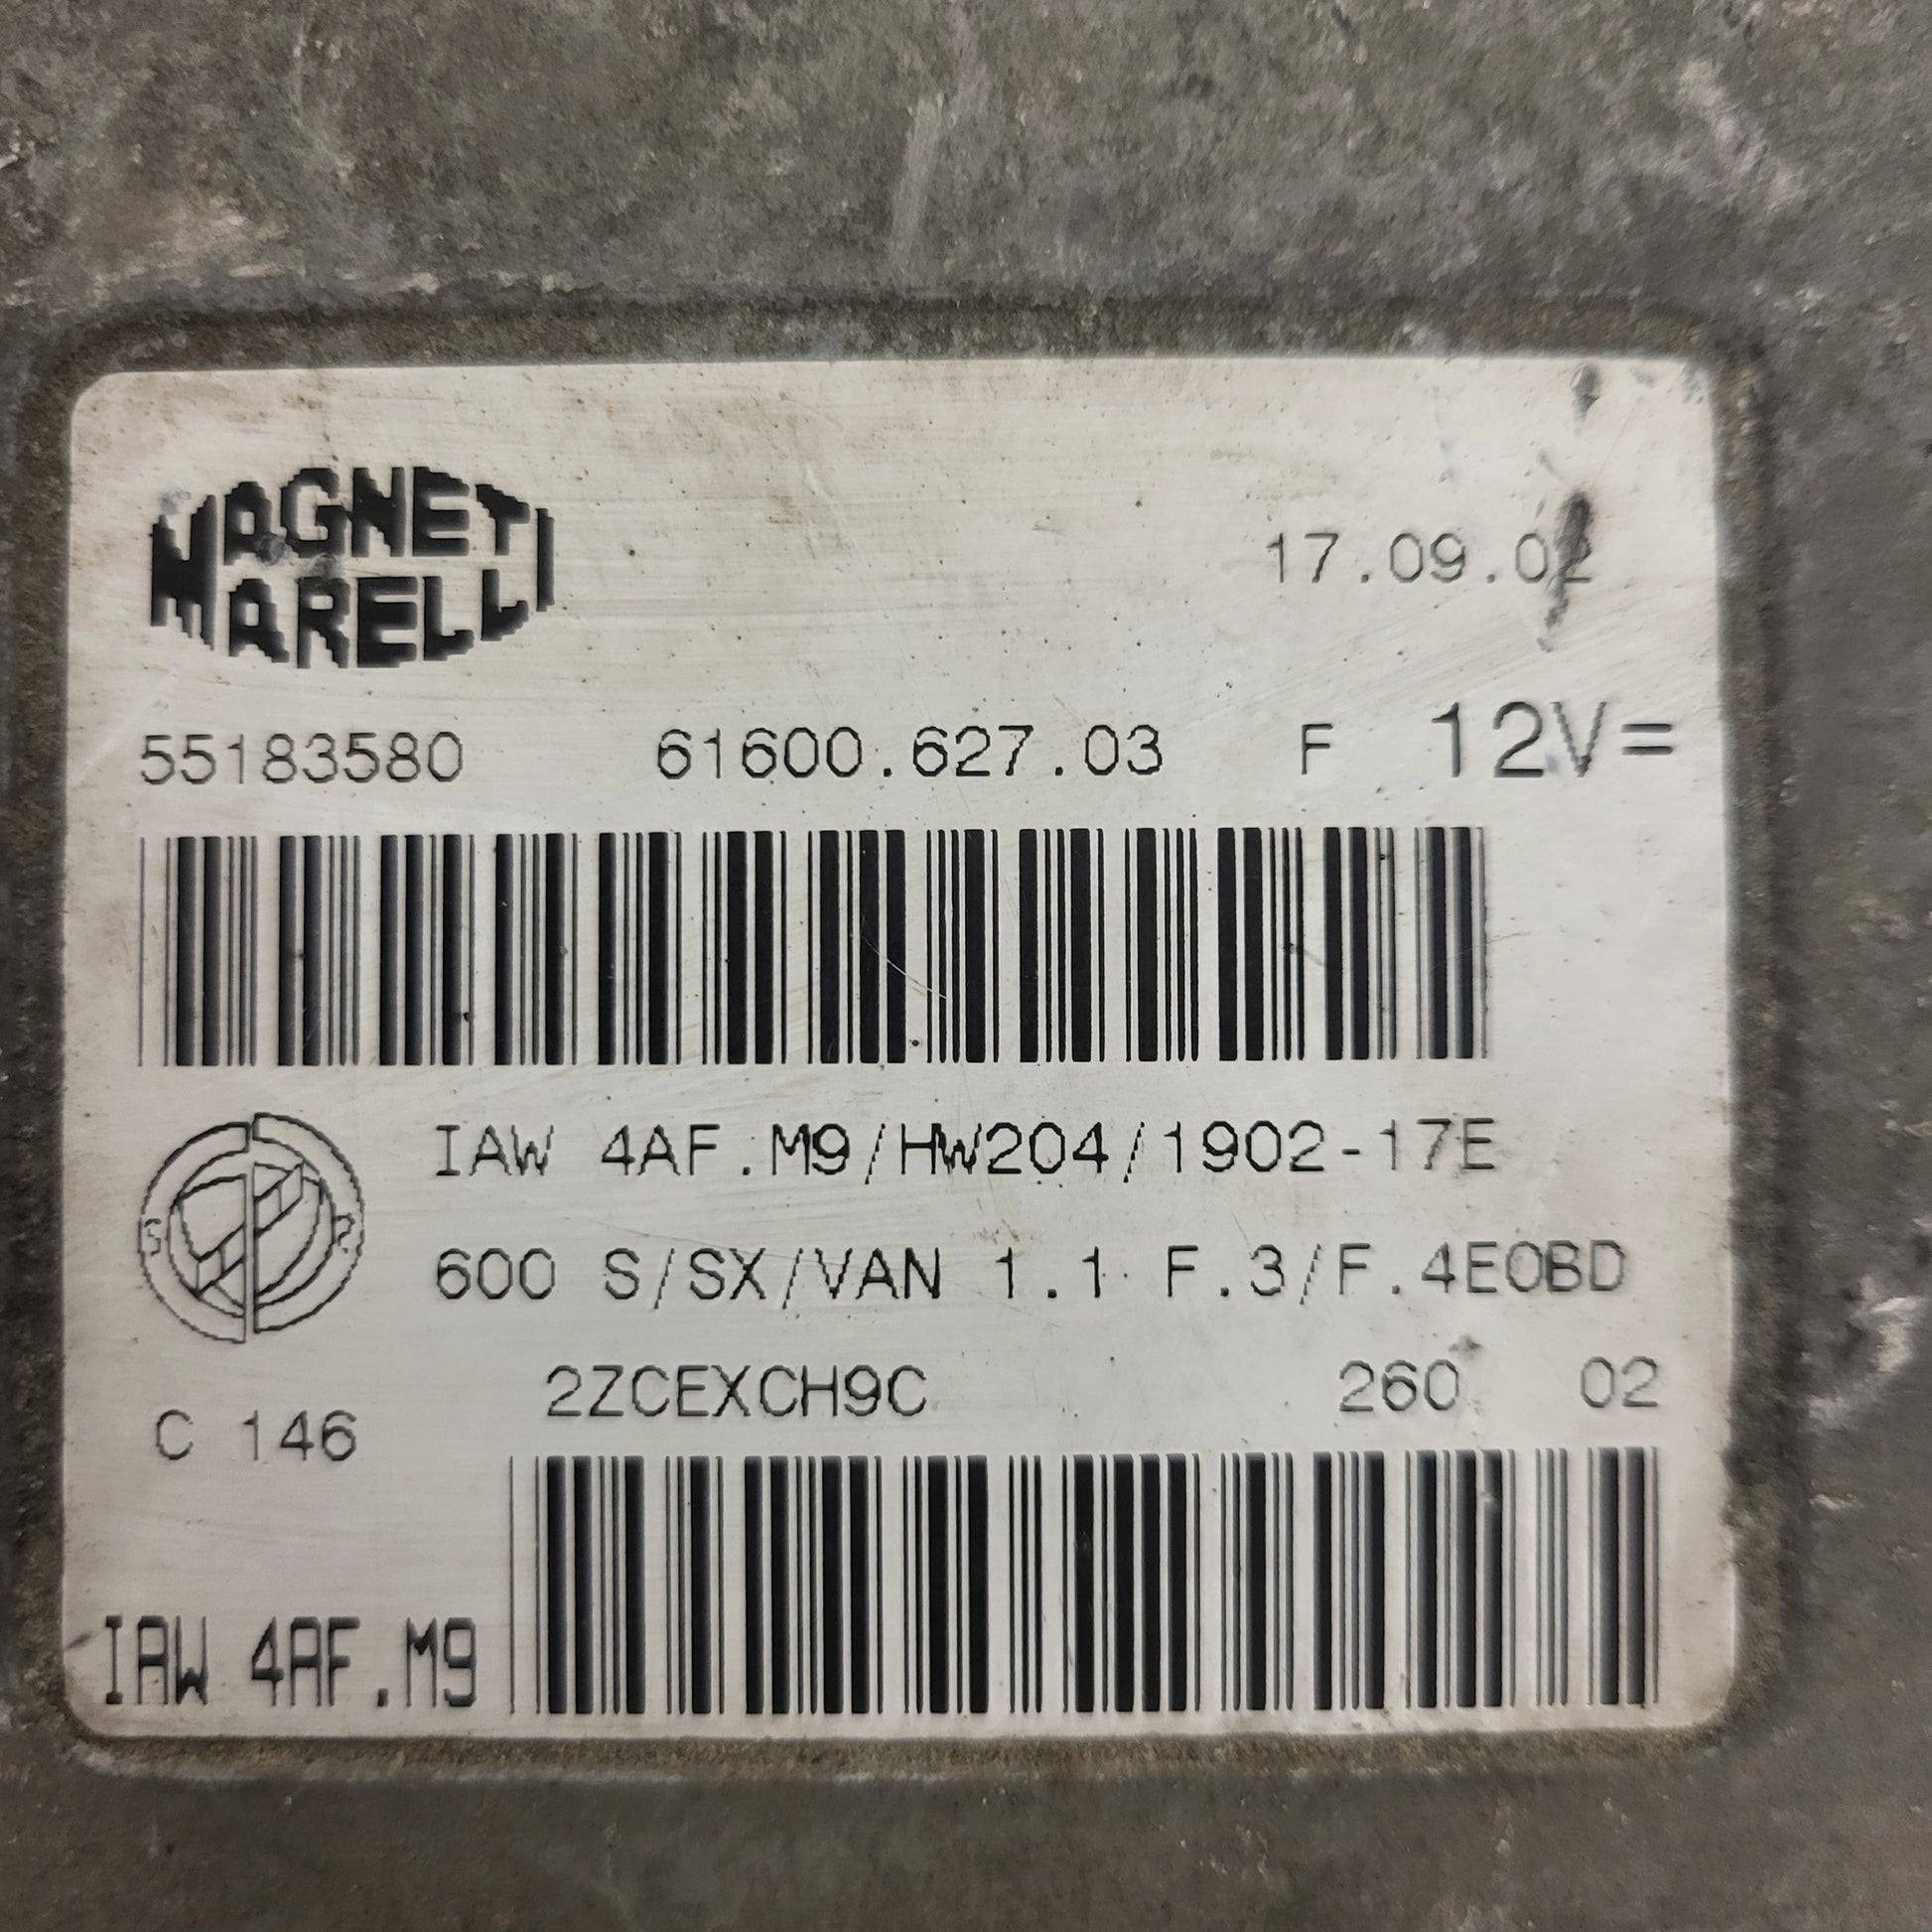 MAGNETI
MARELLI
17.09.02
55183580 61600.627.03 F 12V=
IAW 4AF.M9/HW204/1902-17E
S R
600 S/SX/VAN 1.1 F.3/F.4EOBD
2ZCEXCH9C 260 02
C 146
IAW 4AF.M9